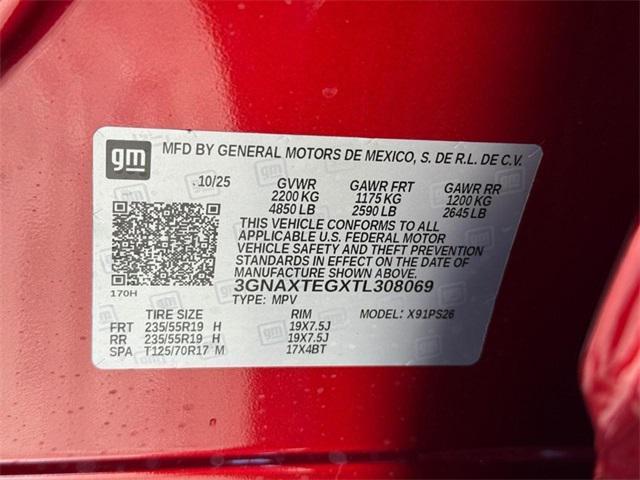 gm MFD BY GENERAL MOTORS DE MEXICO, S. DE R.L. DE C.V.
10/25 GVWR GAWR FRT GAWR RR
2200 KG 1175 KG 1200 KG
4850 LB 2590 LB 2645 LB
THIS VEHICLE CONFORMS TO ALL
APPLICABLE U.S. FEDERAL MOTOR
VEHICLE SAFETY AND THEFT PREVENTION
STANDARDS IN EFFECT ON THE DATE OF
MANUFACTURE SHOWN ABOVE.
170H 3GNAXTEGXTL308069
TYPE: MPV MODEL: X91PS26
TIRE SIZE RIM
FRT 235/55R19 H 19X7.5J
RR 235/55R19 H 19X7.5J
SPA T125/70R17 M 17X4BT